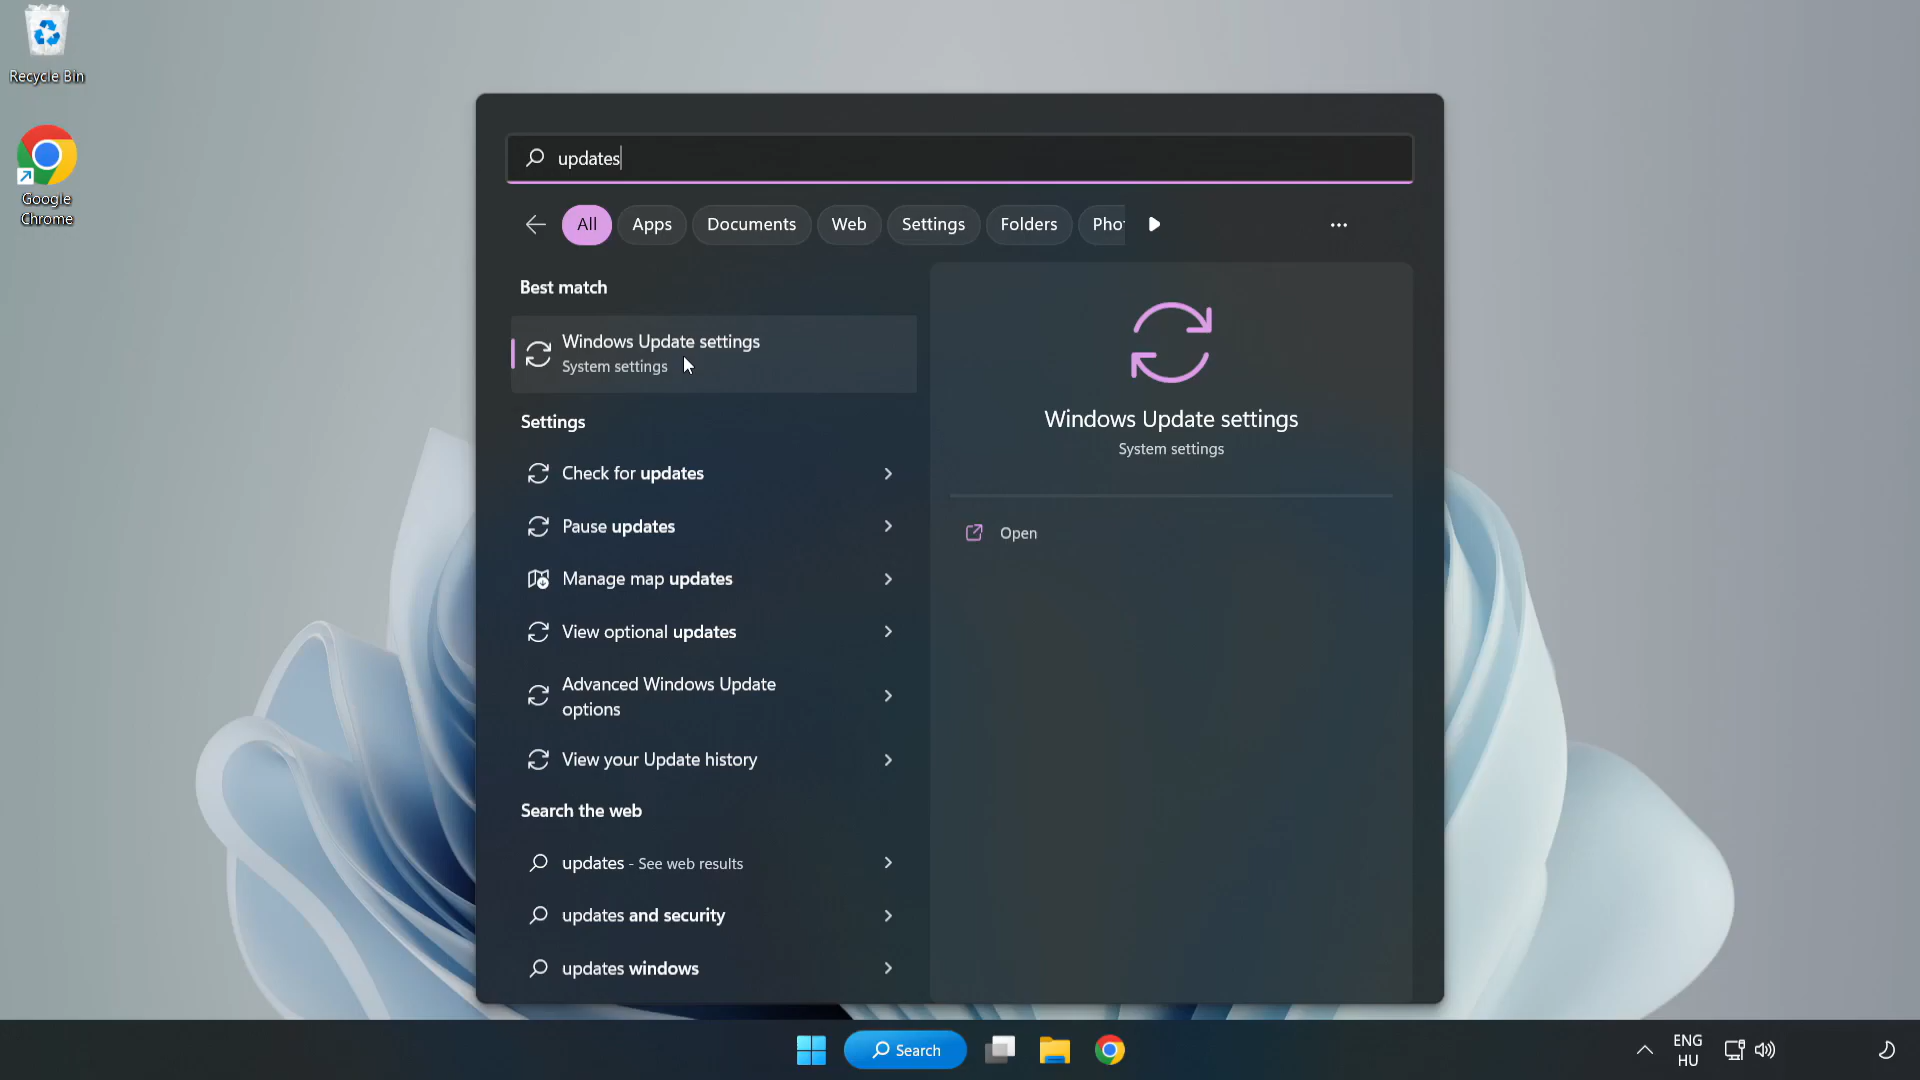 Recycle Bin
Google
Chrome
updates
All
Apps
Documents
Web
Settings
Folders
Pho
Best match
Windows Update settings
System settings
Settings
Check for updates
Pause updates
Manage map updates
View optional updates
Advanced Windows Update
options
View your Update history
Search the web
updates - See web results
updates and security
updates windows
Windows Update settings
System settings
Open
Search
ENG
HU